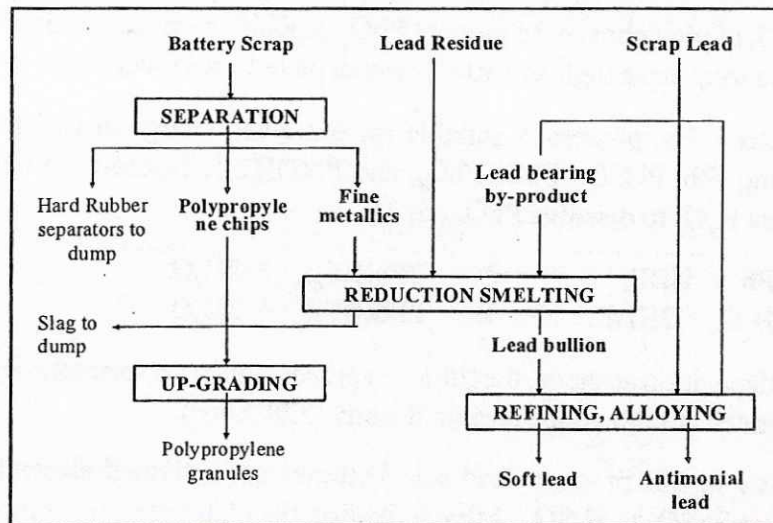 Battery Scrap
Lead Residue
Scrap Lead
SEPARATION
Hard Rubber
separators to
dump
Polypropyle
ne chips
Fine
metallics
Lead bearing
by-product
REDUCTION SMELTING
Slag to
dump
Lead bullion
UP-GRADING
REFINING, ALLOYING
Polypropylene
granules
Soft lead
Antimonial
lead